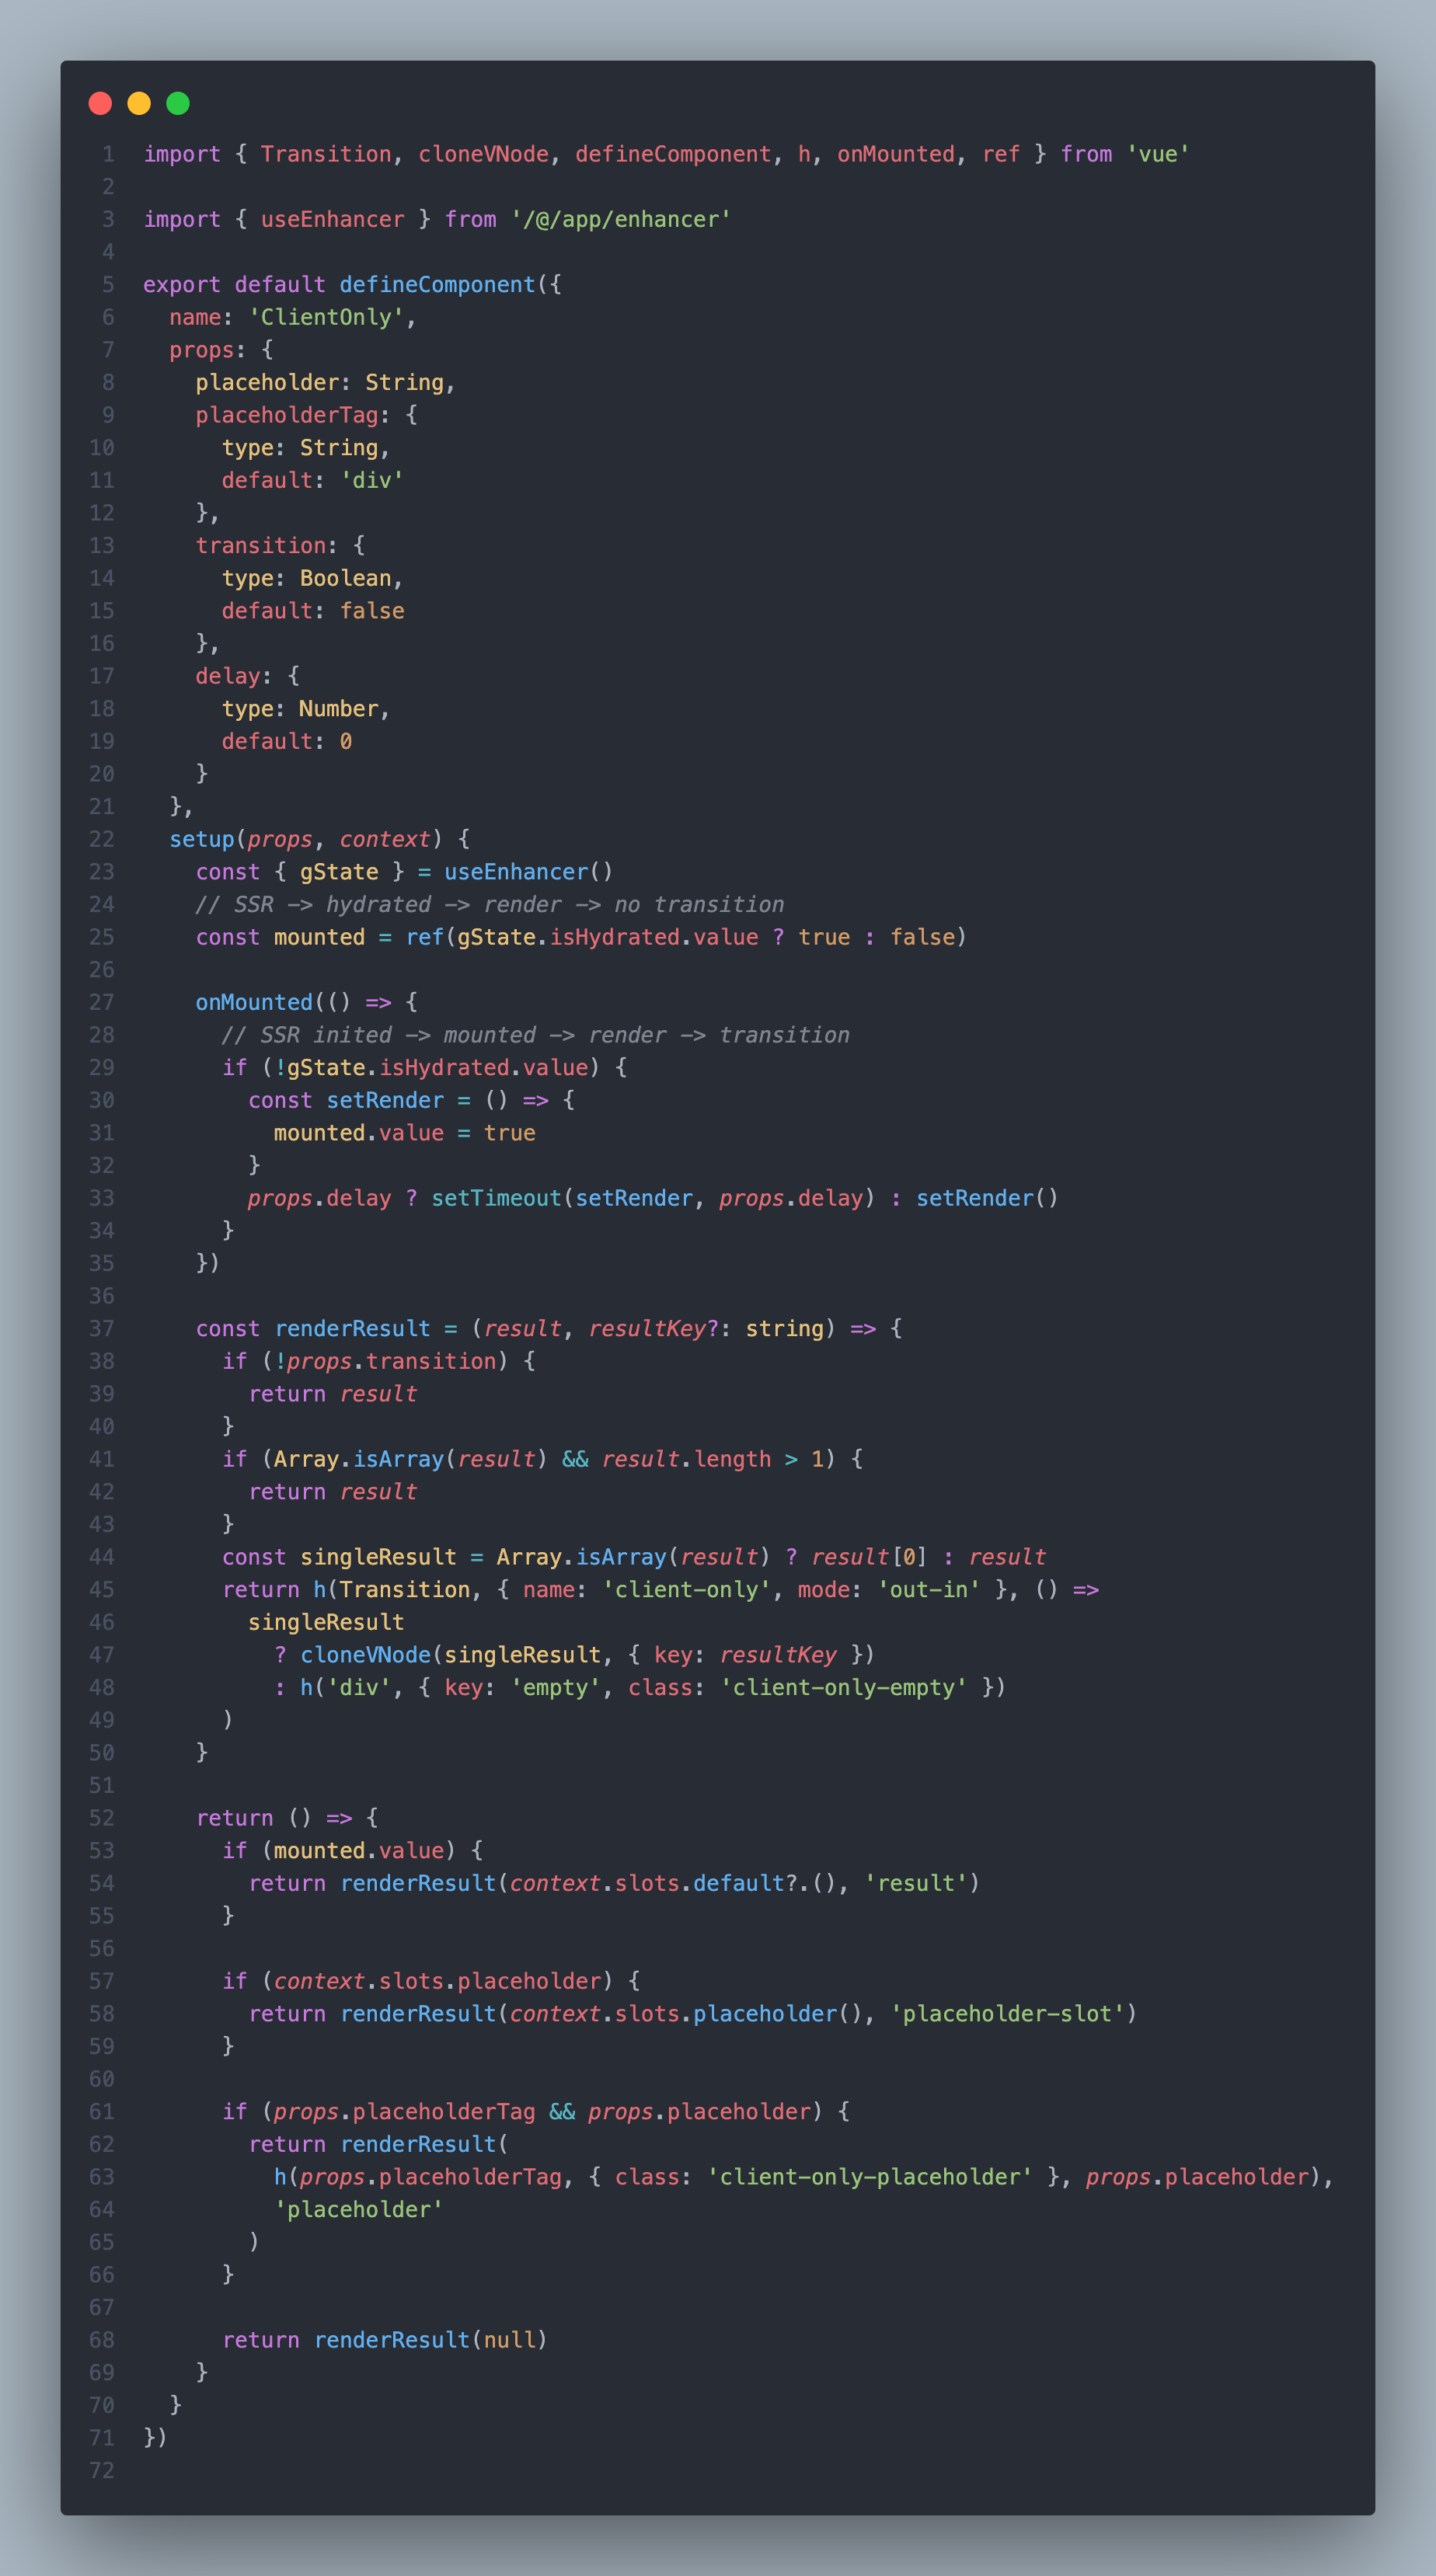 1 import { Transition, cloneVNode, defineComponent, h, onMounted, ref } from 'vue'
2
3 import { useEnhancer } from '/@/app/enhancer'
4
5 export default defineComponent({
6   name: 'ClientOnly',
7   props: {
8     placeholder: String,
9     placeholderTag: {
10       type: String,
11       default: 'div'
12     },
13     transition: {
14       type: Boolean,
15       default: false
16     },
17     delay: {
18       type: Number,
19       default: 0
20     }
21   },
22   setup(props, context) {
23     const { gState } = useEnhancer()
24     // SSR -> hydrated -> render -> no transition
25     const mounted = ref(gState.isHydrated.value ? true : false)
26
27     onMounted(() => {
28       // SSR inited -> mounted -> render -> transition
29       if (!gState.isHydrated.value) {
30         const setRender = () => {
31           mounted.value = true
32         }
33         props.delay ? setTimeout(setRender, props.delay) : setRender()
34       }
35     })
36
37     const renderResult = (result, resultKey?: string) => {
38       if (!props.transition) {
39         return result
40       }
41       if (Array.isArray(result) && result.length > 1) {
42         return result
43       }
44       const singleResult = Array.isArray(result) ? result[0] : result
45       return h(Transition, { name: 'client-only', mode: 'out-in' }, () =>
46         singleResult
47           ? cloneVNode(singleResult, { key: resultKey })
48           : h('div', { key: 'empty', class: 'client-only-empty' })
49       )
50     }
51
52     return () => {
53       if (mounted.value) {
54         return renderResult(context.slots.default?.(), 'result')
55       }
56
57       if (context.slots.placeholder) {
58         return renderResult(context.slots.placeholder(), 'placeholder-slot')
59       }
60
61       if (props.placeholderTag && props.placeholder) {
62         return renderResult(
63           h(props.placeholderTag, { class: 'client-only-placeholder' }, props.placeholder),
64           'placeholder'
65         )
66       }
67
68       return renderResult(null)
69     }
70   }
71 })
72